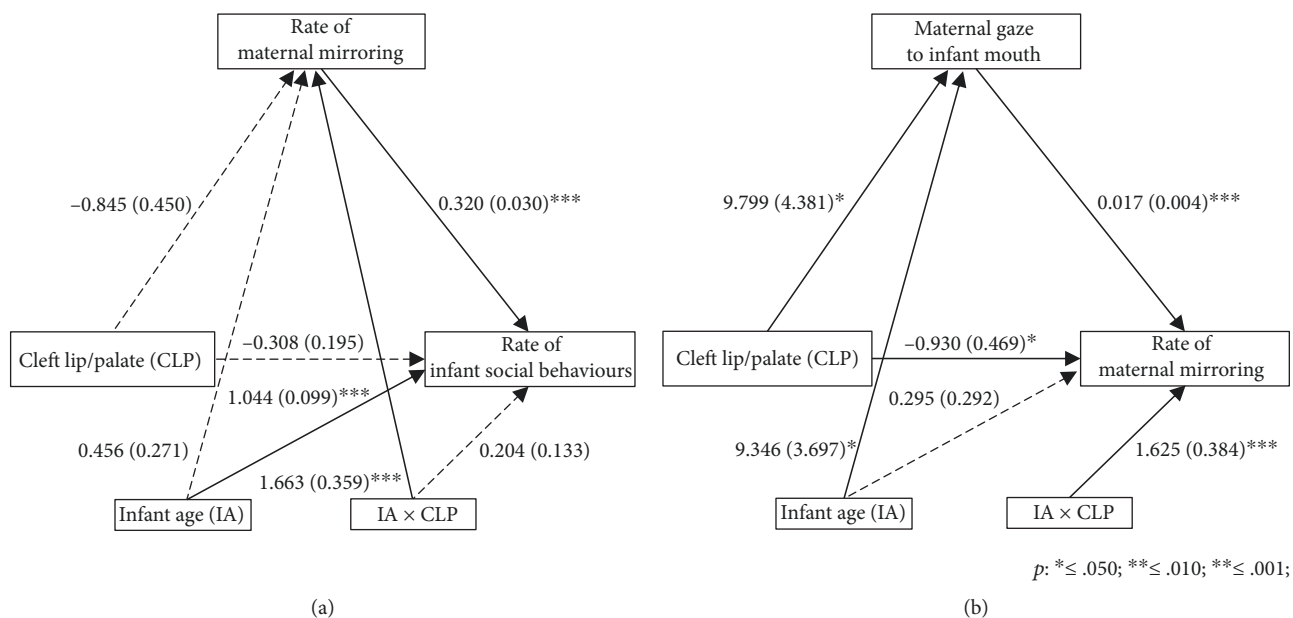 Rate of
maternal mirroring
–0.845 (0.450)
0.320 (0.030)***
Cleft lip/palate (CLP)
–0.308 (0.195)
Rate of
infant social behaviours
1.044 (0.099)***
0.456 (0.271)
0.204 (0.133)
1.663 (0.359)***
Infant age (IA)
IA × CLP
(a)
Maternal gaze
to infant mouth
9.799 (4.381)*
0.017 (0.004)***
Cleft lip/palate (CLP)
–0.930 (0.469)*
Rate of
maternal mirroring
0.295 (0.292)
9.346 (3.697)*
1.625 (0.384)***
Infant age (IA)
IA × CLP
p: *≤ .050; **≤ .010; **≤ .001;
(b)